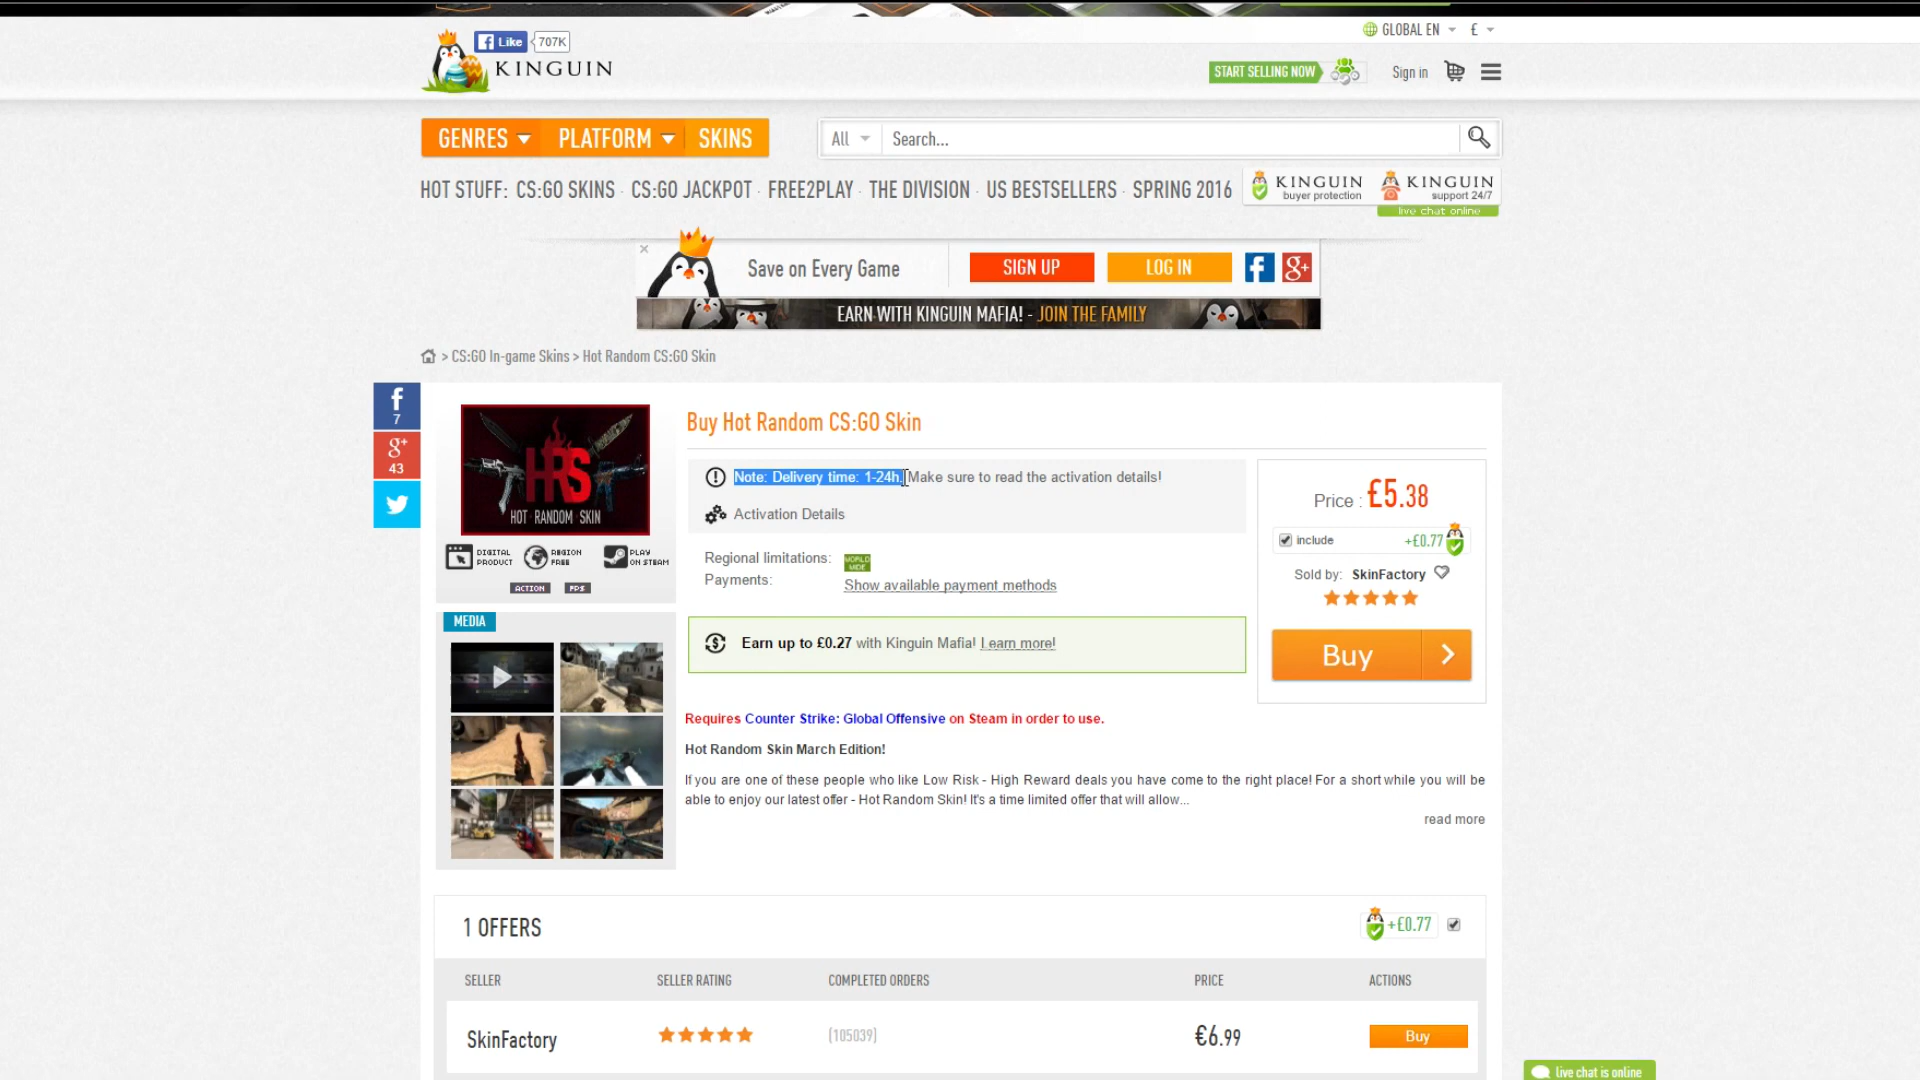 Like
707K
KINGUIN
GLOBAL EN
£
START SELLING NOW
Sign in
GENRES
PLATFORM
SKINS
All
Search...
HOT STUFF: CS:GO SKINS · CS:GO JACKPOT · FREE2PLAY · THE DIVISION · US BESTSELLERS · SPRING 2016
KINGUIN
buyer protection
KINGUIN
support 24/7
live chat online
Save on Every Game
SIGN UP
LOG IN
EARN WITH KINGUIN MAFIA! - JOIN THE FAMILY
> CS:GO In-game Skins > Hot Random CS:GO Skin
7
43
HRS
HOT · RANDOM · SKIN
DIGITAL PRODUCT
REGION FREE
PLAY ON STEAM
ACTION
FPS
MEDIA
Buy Hot Random CS:GO Skin
Note: Delivery time: 1-24h. Make sure to read the activation details!
Activation Details
Regional limitations:
WORLD WIDE
Payments:
Show available payment methods
Earn up to £0.27 with Kinguin Mafia! Learn more!
Price : £5.38
include
+£0.77
Sold by: SkinFactory
Buy
Requires Counter Strike: Global Offensive on Steam in order to use.
Hot Random Skin March Edition!
If you are one of these people who like Low Risk - High Reward deals you have come to the right place! For a short while you will be
able to enjoy our latest offer - Hot Random Skin! It's a time limited offer that will allow...
read more
1 OFFERS
+£0.77
SELLER
SELLER RATING
COMPLETED ORDERS
PRICE
ACTIONS
SkinFactory
(105039)
€6.99
Buy
live chat is online